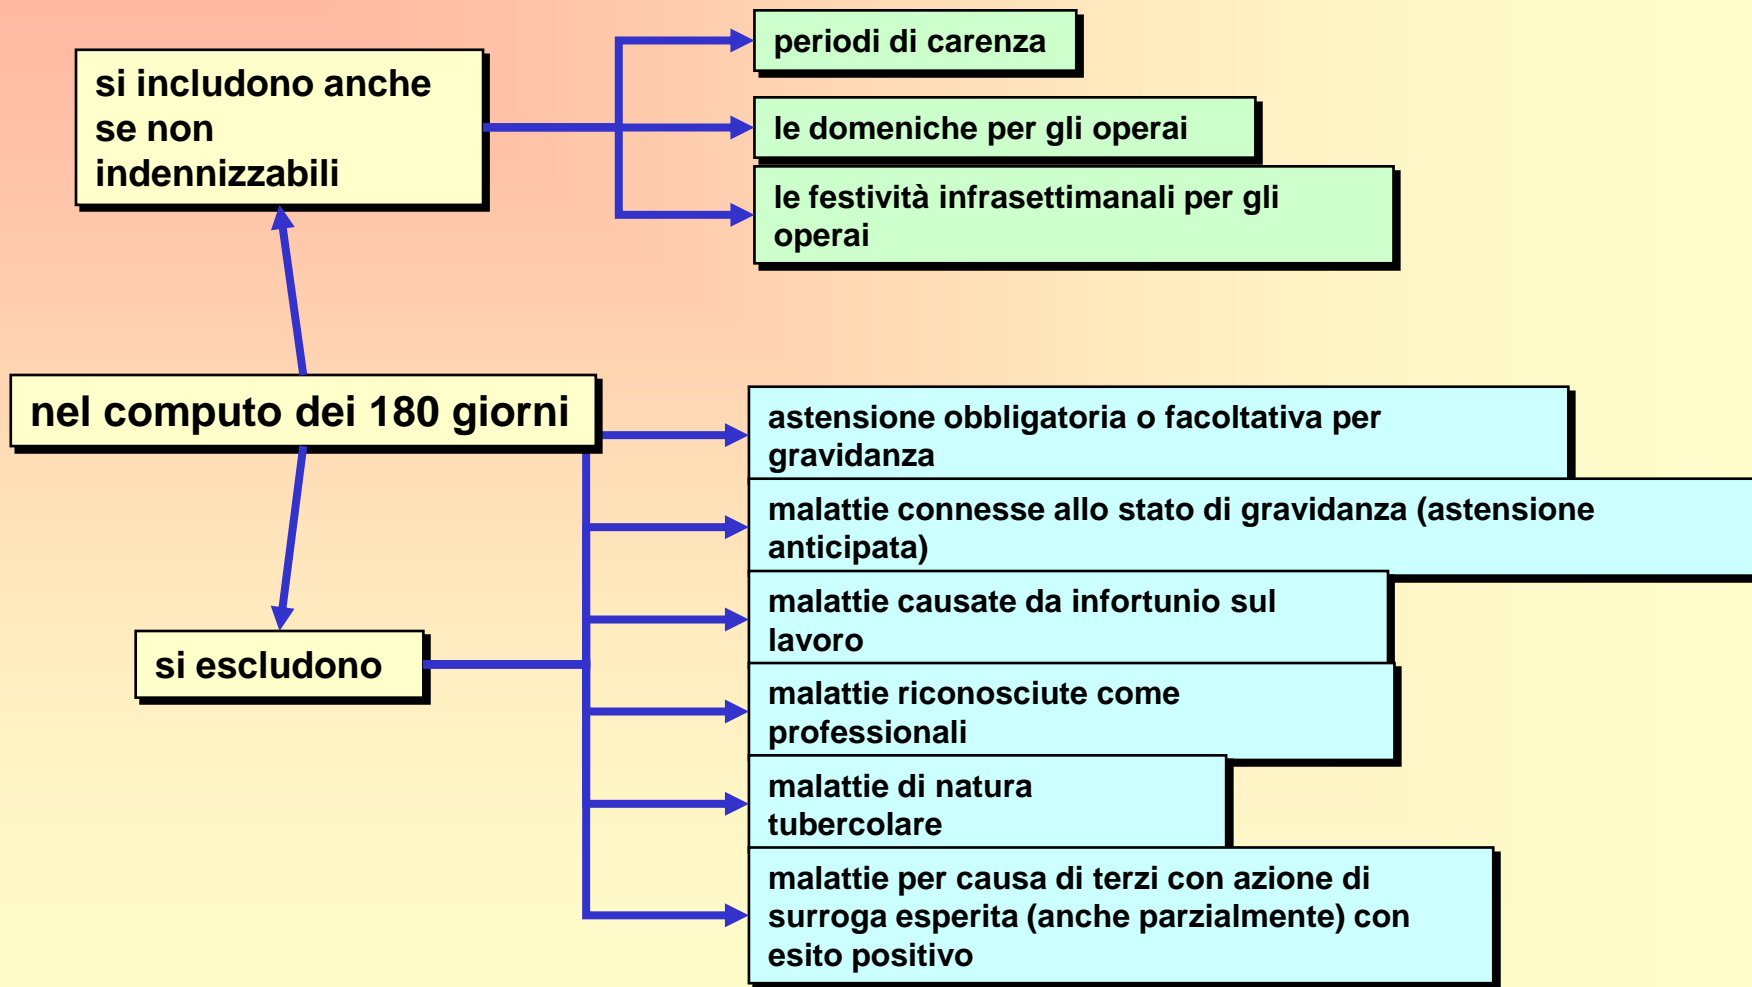 si includono anche
se non
indennizzabili
periodi di carenza
le domeniche per gli operai
le festività infrasettimanali per gli
operai
nel computo dei 180 giorni
si escludono
astensione obbligatoria o facoltativa per
gravidanza
malattie connesse allo stato di gravidanza (astensione
anticipata)
malattie causate da infortunio sul
lavoro
malattie riconosciute come
professionali
malattie di natura
tubercolare
malattie per causa di terzi con azione di
surroga esperita (anche parzialmente) con
esito positivo